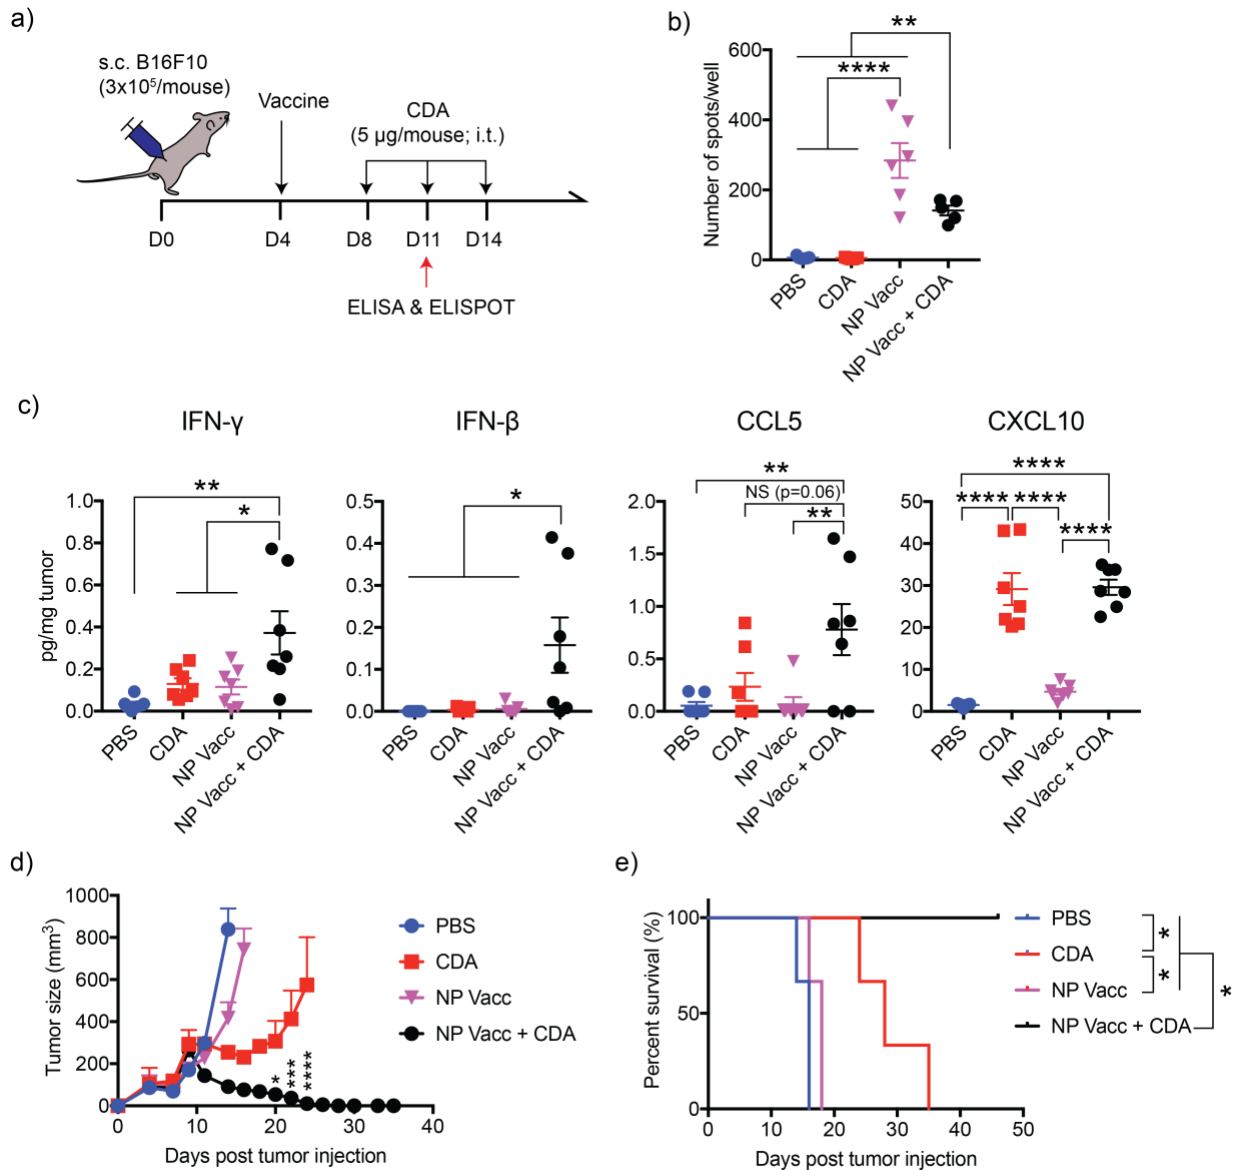 a)
s.c. B16F10
(3x10⁵/mouse)
Vaccine
CDA
(5 µg/mouse; i.t.)
D0
D4
D8
D11
D14
ELISA & ELISPOT
b)
Number of spots/well
600
400
200
0
**
****
PBS
CDA
NP Vacc
NP Vacc + CDA
c)
IFN-γ
pg/mg tumor
1.0
0.8
0.6
0.4
0.2
0.0
**
*
PBS
CDA
NP Vacc
NP Vacc + CDA
IFN-β
0.5
0.4
0.3
0.2
0.1
0.0
*
PBS
CDA
NP Vacc
NP Vacc + CDA
CCL5
2.0
1.5
1.0
0.5
0.0
**
NS (p=0.06)
**
PBS
CDA
NP Vacc
NP Vacc + CDA
CXCL10
50
40
30
20
10
0
****
**** ****
****
PBS
CDA
NP Vacc
NP Vacc + CDA
d)
Tumor size (mm³)
1000
800
600
400
200
0
0
10
20
30
40
Days post tumor injection
*
***
****
PBS
CDA
NP Vacc
NP Vacc + CDA
e)
Percent survival (%)
100
50
0
0
10
20
30
40
50
Days post tumor injection
PBS
CDA
NP Vacc
NP Vacc + CDA
*
*
*